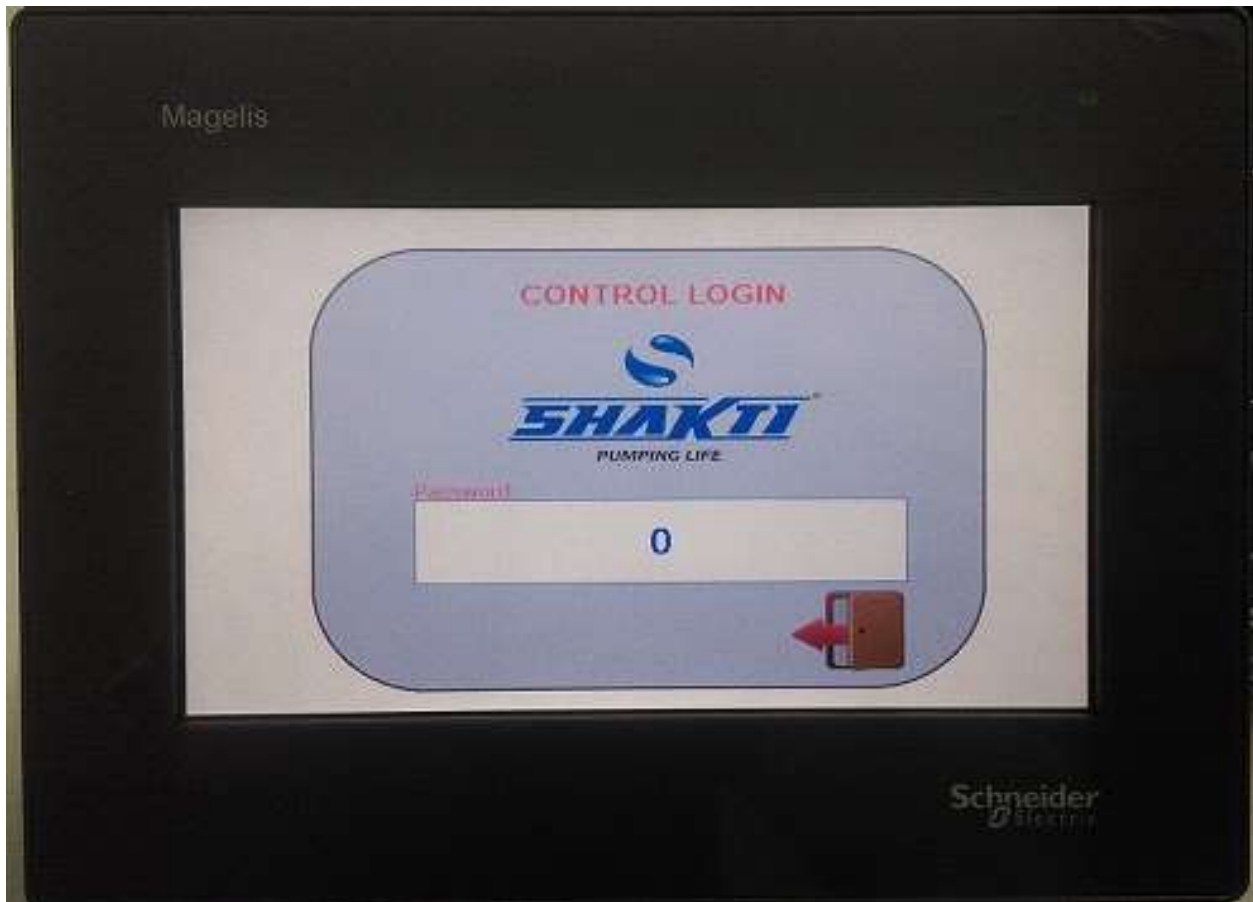 Magelis
CONTROL LOGIN
SHAKTI
PUMPING LIFE
Password
0
Schneider
Electric